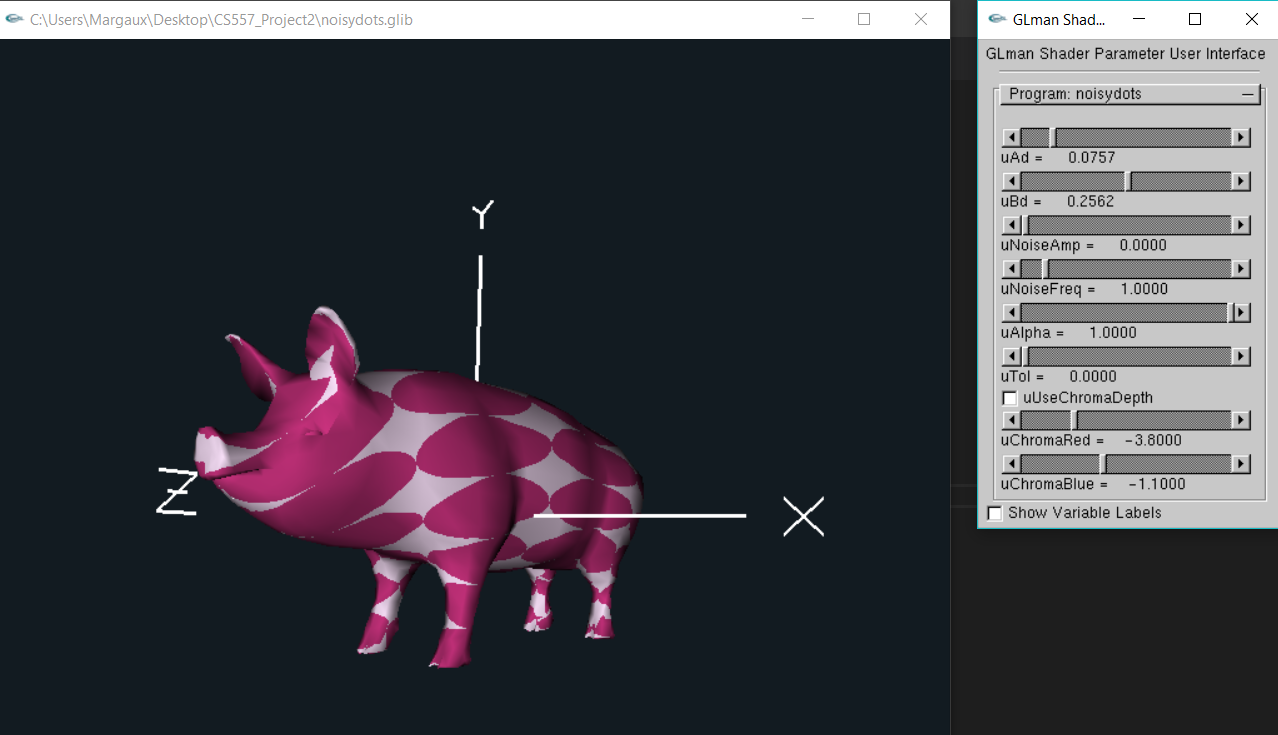 C:\Users\Margaux\Desktop\CS557_Project2\noisydots.glib
Y
Z
X
GLman Shad...
GLman Shader Parameter User Interface
Program: noisydots
uAd = 0.0757
uBd = 0.2562
uNoiseAmp = 0.0000
uNoiseFreq = 1.0000
uAlpha = 1.0000
uTol = 0.0000
uUseChromaDepth
uChromaRed = -3.8000
uChromaBlue = -1.1000
Show Variable Labels